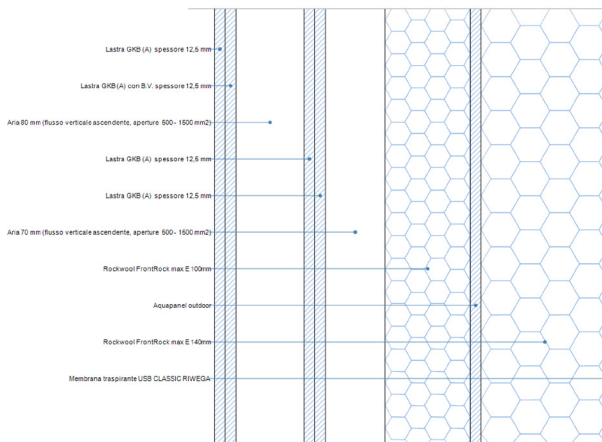 Lastra GKB (A) spessore 12,5 mm
Lastra GKB (A) con B.V. spessore 12,5 mm
Aria 80 mm (flusso verticale ascendente, aperture 500 - 1500 mm2)
Lastra GKB (A) spessore 12,5 mm
Lastra GKB (A) spessore 12,5 mm
Aria 70 mm (flusso verticale ascendente, aperture 500 - 1500 mm2)
Rockwool FrontRock max E 100mm
Aquapanel outdoor
Rockwool FrontRock max E 140mm
Membrana traspirante USB CLASSIC RIWEGA